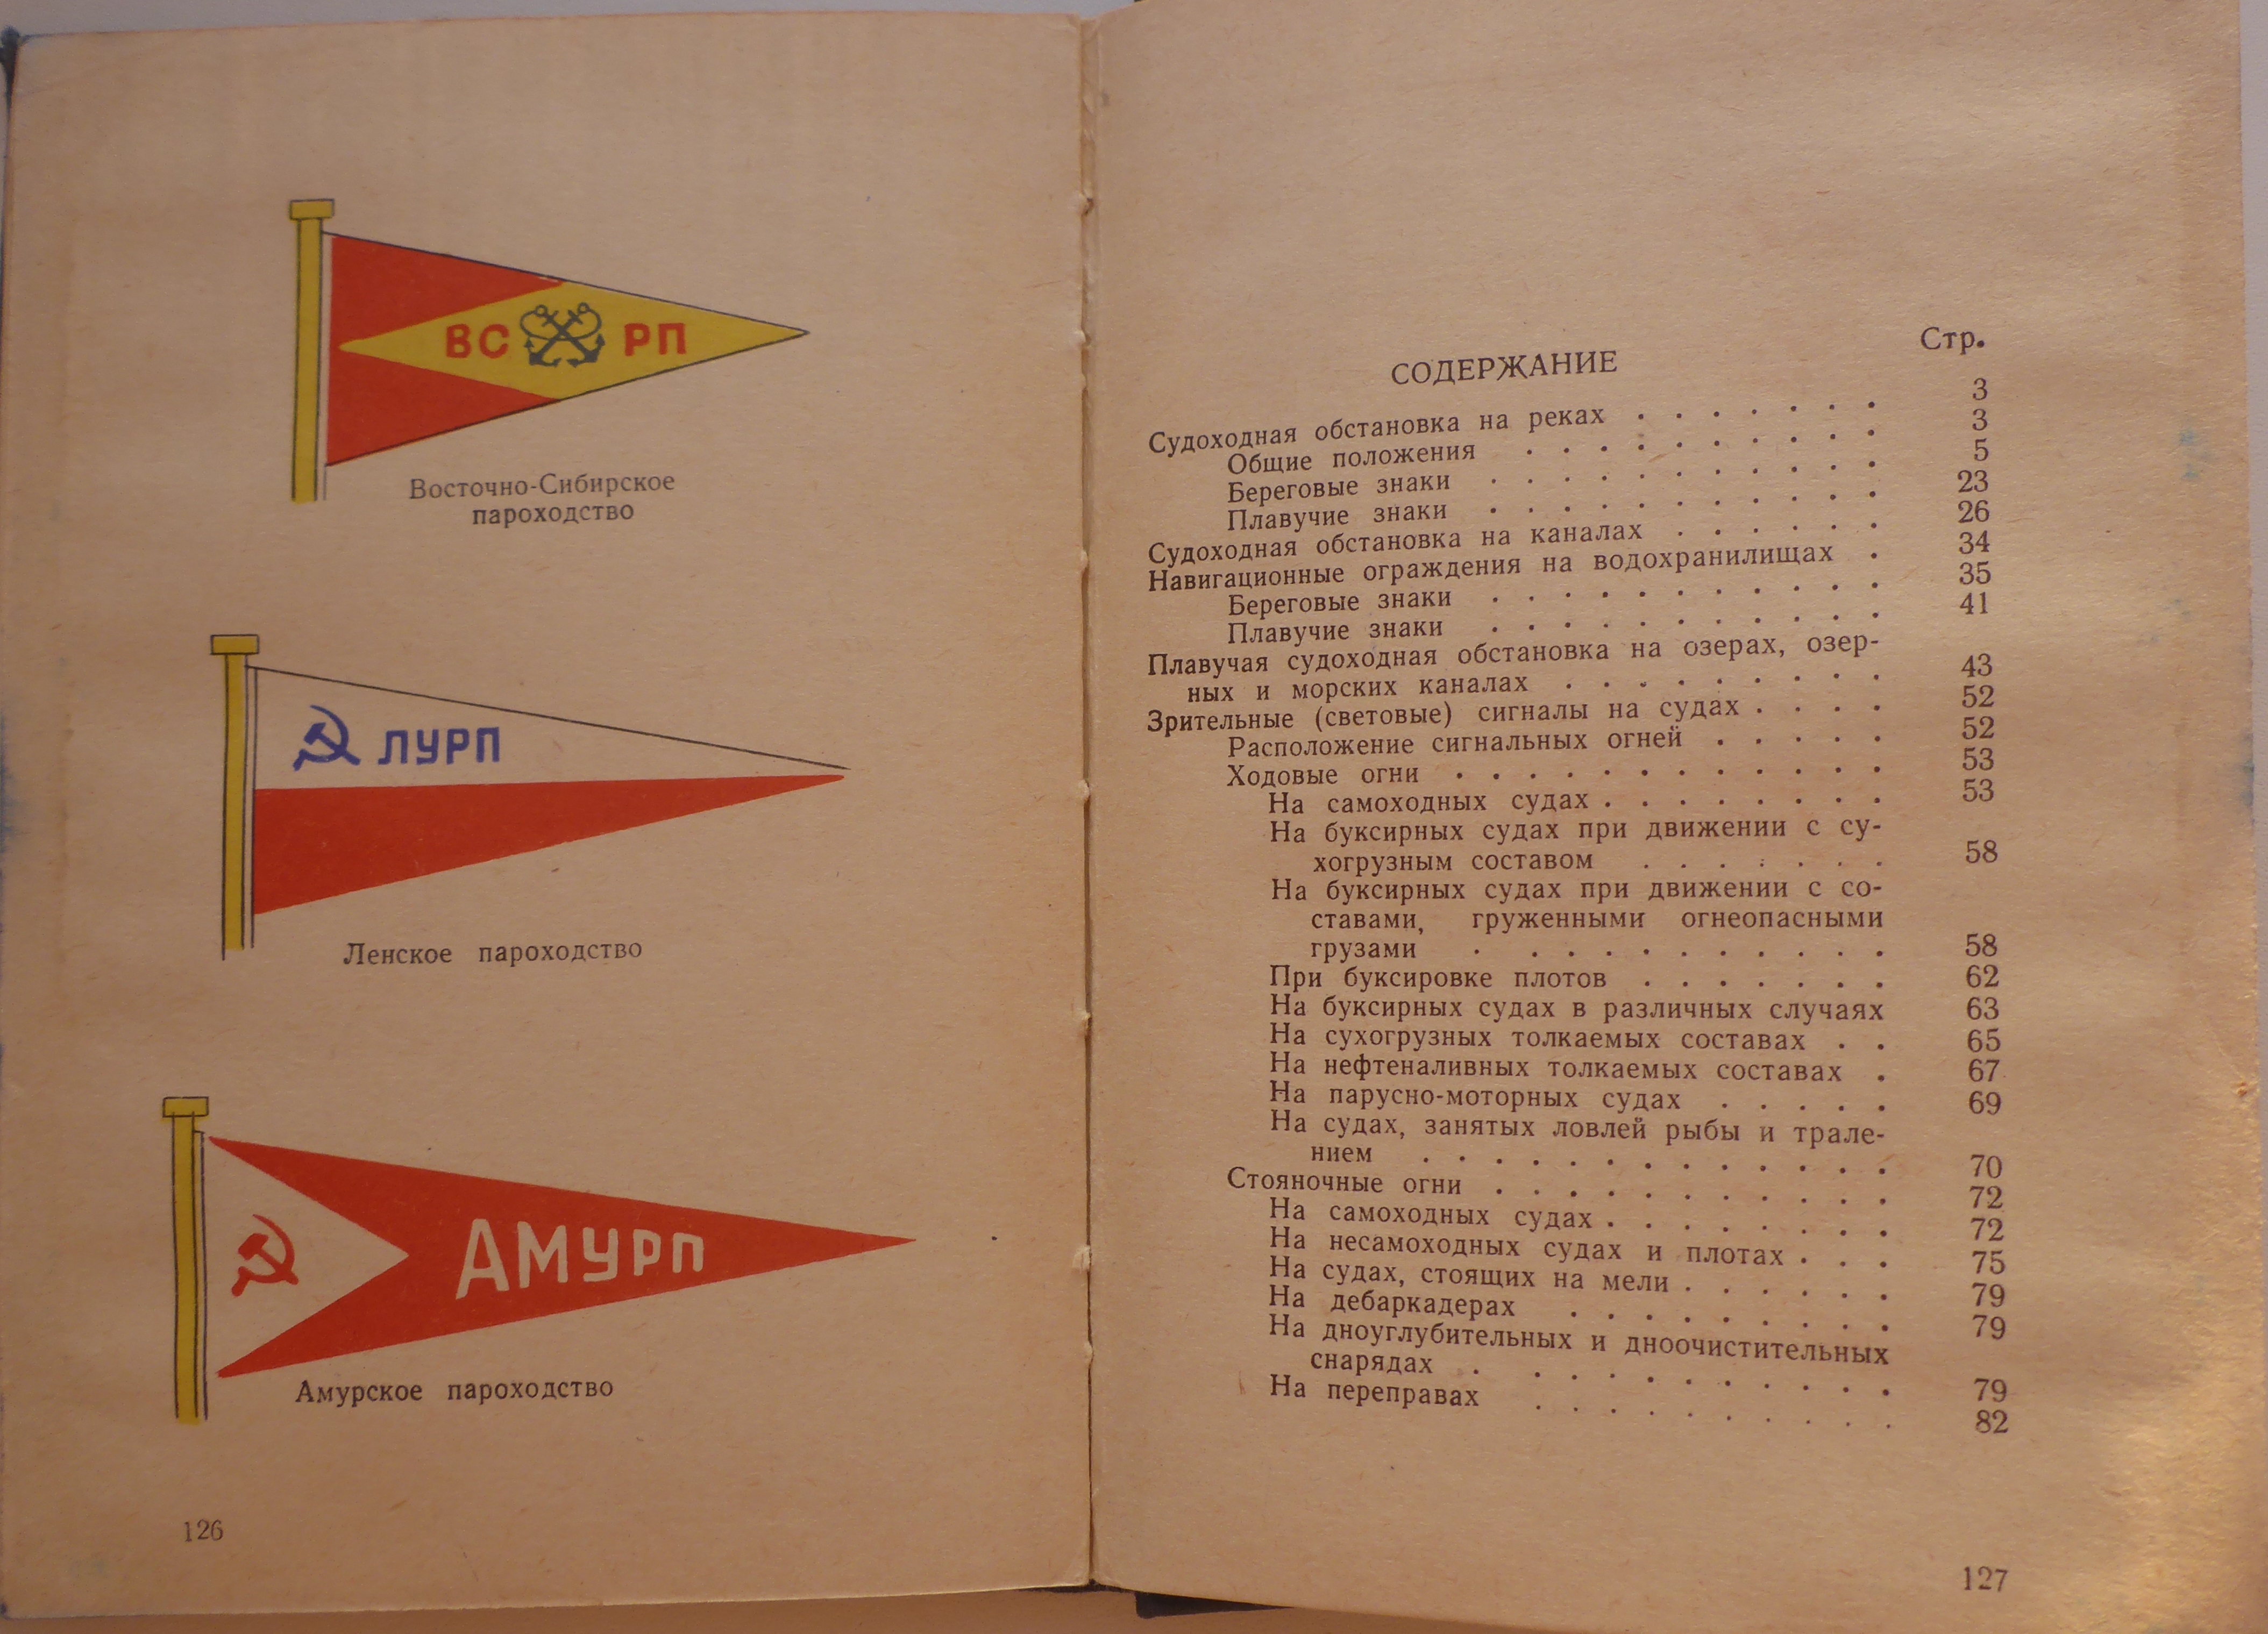 ВС РП
Восточно-Сибирское
пароходство
ЛУРП
Ленское пароходство
АМУРП
Амурское пароходство
126
Стр.
СОДЕРЖАНИЕ
Судоходная обстановка на реках . . . . . . . 3
Общие положения . . . . . . . . . . 3
Береговые знаки . . . . . . . . . . . 5
Плавучие знаки . . . . . . . . . . . 23
Судоходная обстановка на каналах . . . . . . 26
Навигационные ограждения на водохранилищах . 34
Береговые знаки . . . . . . . . . . . 35
Плавучие знаки . . . . . . . . . . . 41
Плавучая судоходная обстановка на озерах, озер-
ных и морских каналах . . . . . . . . . 43
Зрительные (световые) сигналы на судах . . . . 52
Расположение сигнальных огней . . . . . 52
Ходовые огни . . . . . . . . . . . . 53
На самоходных судах . . . . . . . . 53
На буксирных судах при движении с су-
хогрузным составом . . . . . . . 58
На буксирных судах при движении с со-
ставами, груженными огнеопасными
грузами . . . . . . . . . . . 58
При буксировке плотов . . . . . . . 62
На буксирных судах в различных случаях 63
На сухогрузных толкаемых составах . . 65
На нефтеналивных толкаемых составах . 67
На парусно-моторных судах . . . . . 69
На судах, занятых ловлей рыбы и трале-
нием . . . . . . . . . . . . . 70
Стояночные огни . . . . . . . . . . . 72
На самоходных судах . . . . . . . . 72
На несамоходных судах и плотах . . . 75
На судах, стоящих на мели . . . . . . 79
На дебаркадерах . . . . . . . . . 79
На дноуглубительных и дноочистительных
снарядах . . . . . . . . . . . 79
На переправах . . . . . . . . . . 82
127